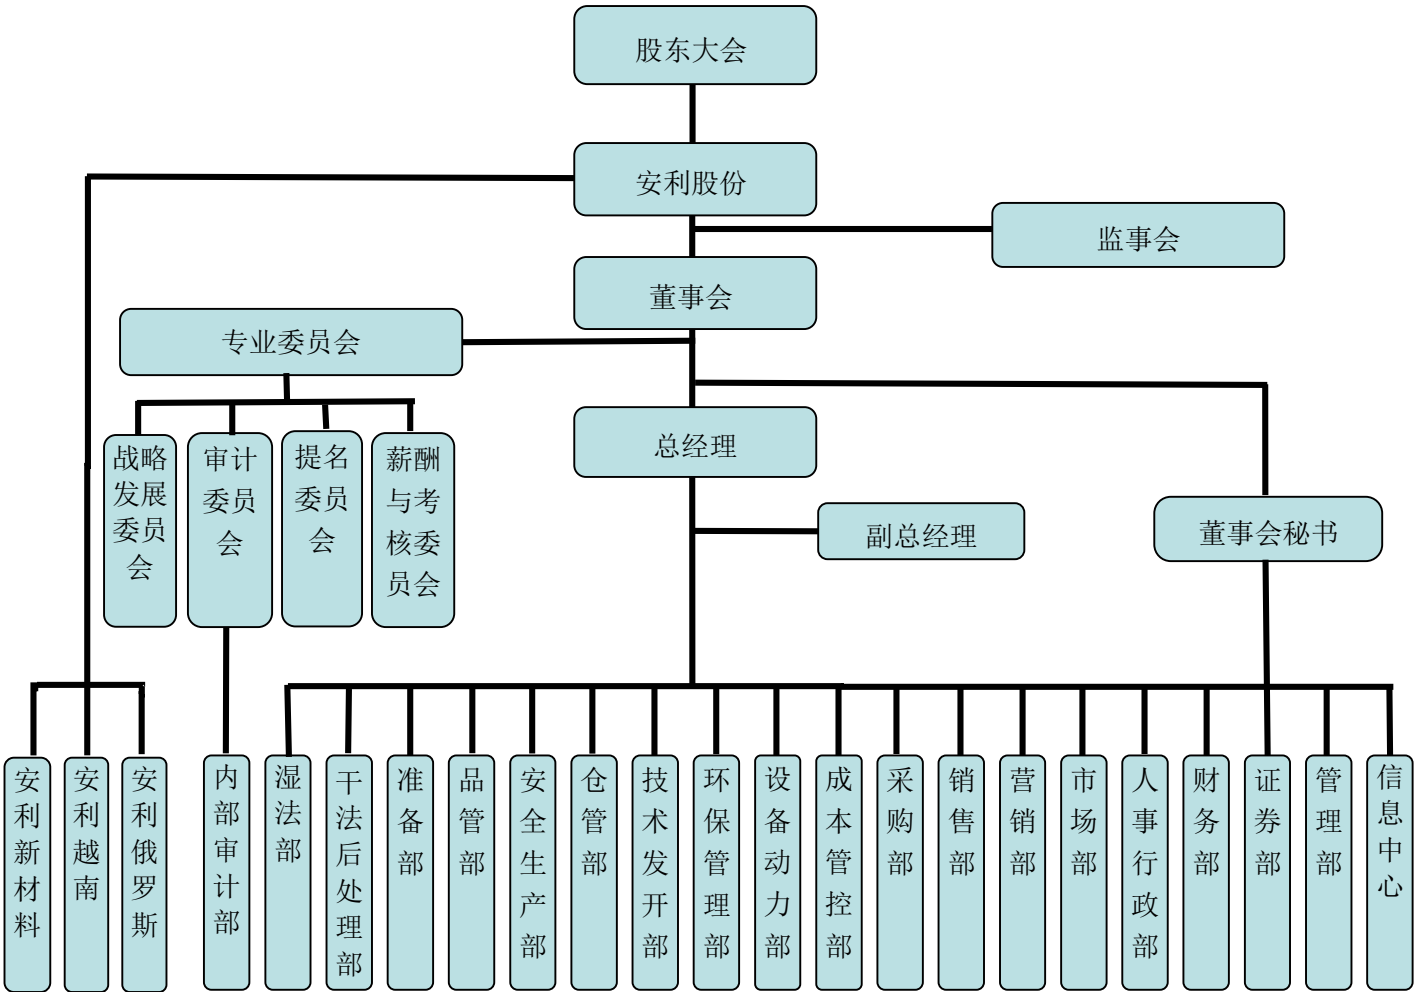 股东大会
安利股份
监事会
董事会
专业委员会
总经理
战略
发展
委员
会
审计
委员
会
提名
委员
会
薪酬
与考
核委
员会
副总经理
董事会秘书
安利新材料
安利越南
安利俄罗斯
内部审计部
湿法部
干法后处理部
准备部
品管部
安全生产部
仓管部
技术发开部
环保管理部
设备动力部
成本管控部
采购部
销售部
营销部
市场部
人事行政部
财务部
证券部
管理部
信息中心